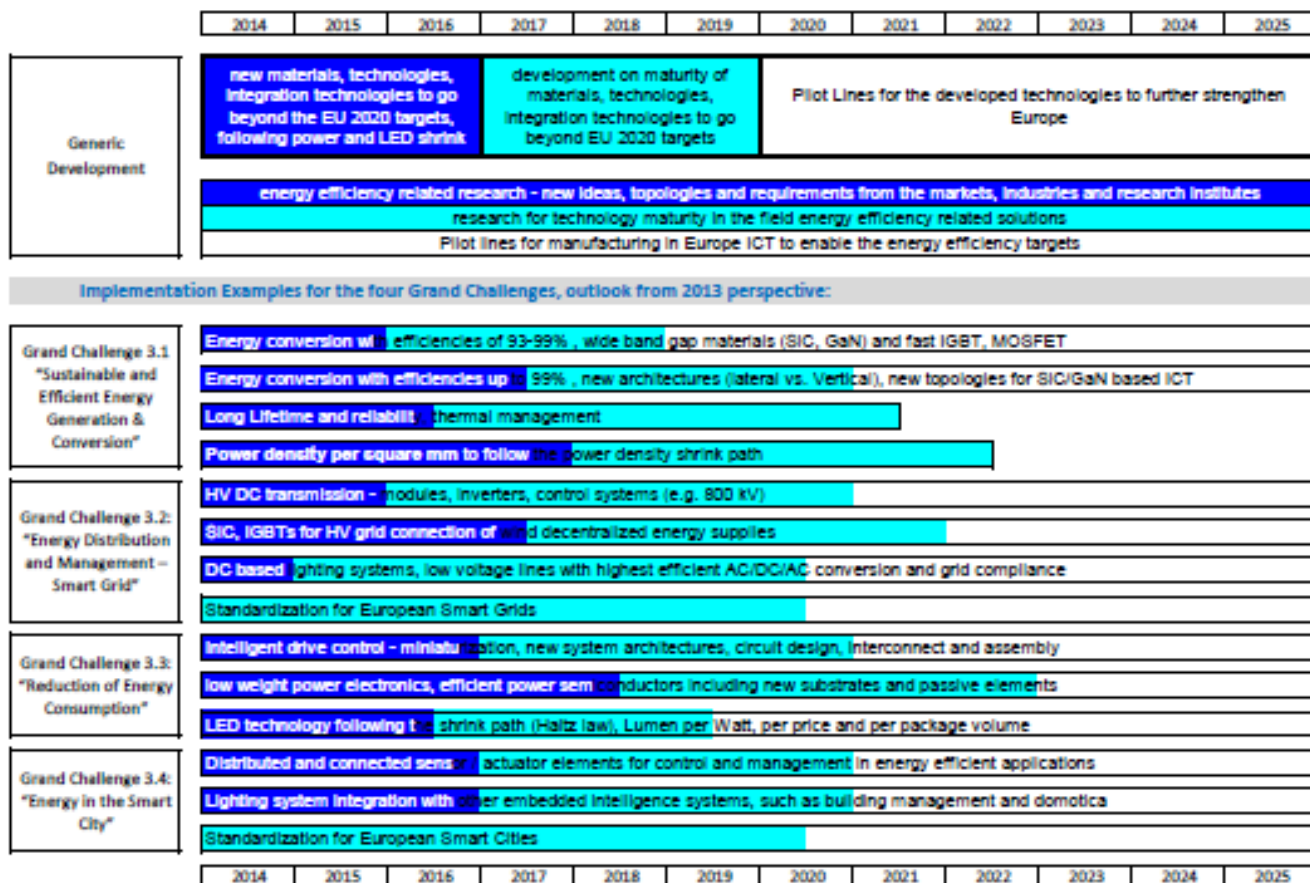 2014 2015 2016 2017 2018 2019 2020 2021 2022 2023 2024 2025
Generic
Development
new materials, technologies,
integration technologies to go
beyond the EU 2020 targets,
following power and LED shrink
development on maturity of
materials, technologies,
integration technologies to go
beyond EU 2020 targets
Pilot Lines for the developed technologies to further strengthen
Europe
energy efficiency related research - new ideas, topologies and requirements from the markets, industries and research institutes
research for technology maturity in the field energy efficiency related solutions
Pilot lines for manufacturing in Europe ICT to enable the energy efficiency targets
Implementation Examples for the four Grand Challenges, outlook from 2013 perspective:
Grand Challenge 3.1
"Sustainable and
Efficient Energy
Generation &
Conversion"
Energy conversion with efficiencies of 93-99% , wide band gap materials (SIC, GaN) and fast IGBT, MOSFET
Energy conversion with efficiencies up to 99% , new architectures (lateral vs. Vertical), new topologies for SIC/GaN based ICT
Long Lifetime and reliability, thermal management
Power density per square mm to follow the power density shrink path
Grand Challenge 3.2:
"Energy Distribution
and Management –
Smart Grid"
HV DC transmission - modules, inverters, control systems (e.g. 800 kV)
SIC, IGBTs for HV grid connection of wind decentralized energy supplies
DC based lighting systems, low voltage lines with highest efficient AC/DC/AC conversion and grid compliance
Standardization for European Smart Grids
Grand Challenge 3.3:
"Reduction of Energy
Consumption"
Intelligent drive control - miniaturization, new system architectures, circuit design, interconnect and assembly
low weight power electronics, efficient power semiconductors including new substrates and passive elements
LED technology following the shrink path (Haitz law), Lumen per Watt, per price and per package volume
Grand Challenge 3.4:
"Energy in the Smart
City"
Distributed and connected sensor / actuator elements for control and management in energy efficient applications
Lighting system integration with other embedded intelligence systems, such as building management and domotica
Standardization for European Smart Cities
2014 2015 2016 2017 2018 2019 2020 2021 2022 2023 2024 2025